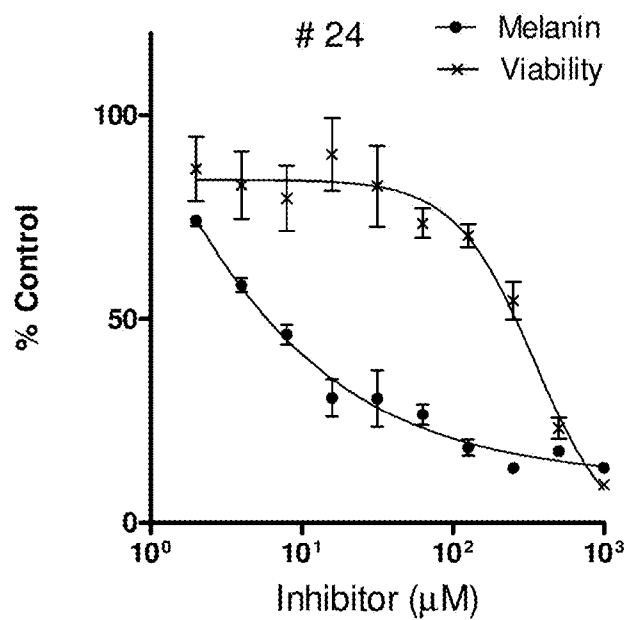 # 24
Melanin
Viability
% Control
100
50
0
10⁰ 10¹ 10² 10³
Inhibitor (μM)